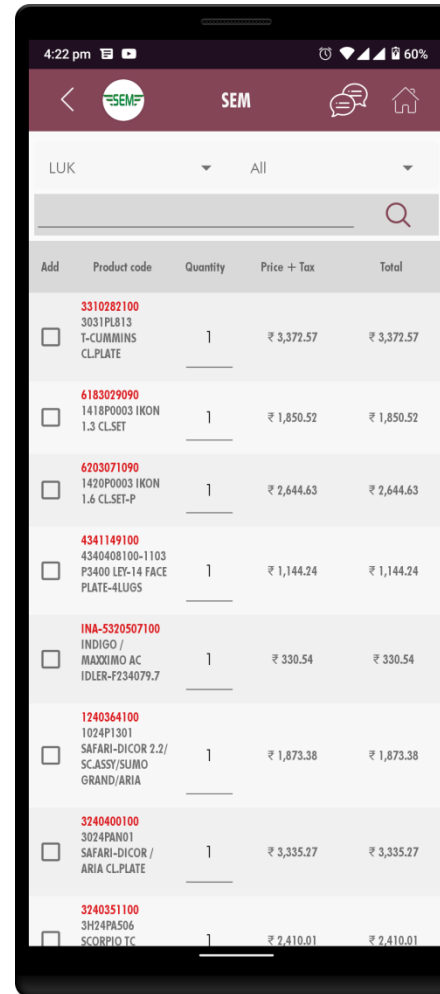 4:22 pm 60%
SEM SEM
LUK All
Add Product code Quantity Price + Tax Total
3310282100
3031PL813
T-CUMMINS
CL.PLATE
1 ₹ 3,372.57 ₹ 3,372.57
6183029090
1418P0003 IKON
1.3 CL.SET
1 ₹ 1,850.52 ₹ 1,850.52
6203071090
1420P0003 IKON
1.6 CL.SET-P
1 ₹ 2,644.63 ₹ 2,644.63
4341149100
4340408100-1103
P3400 LEY-14 FACE
PLATE-4LUGS
1 ₹ 1,144.24 ₹ 1,144.24
INA-5320507100
INDIGO /
MAXXIMO AC
IDLER-F234079.7
1 ₹ 330.54 ₹ 330.54
1240364100
1024P1301
SAFARI-DICOR 2.2/
SC.ASSY/SUMO
GRAND/ARIA
1 ₹ 1,873.38 ₹ 1,873.38
3240400100
3024PAN01
SAFARI-DICOR /
ARIA CL.PLATE
1 ₹ 3,335.27 ₹ 3,335.27
3240351100
3H24PA506
SCORPIO TC
1 ₹ 2,410.01 ₹ 2,410.01